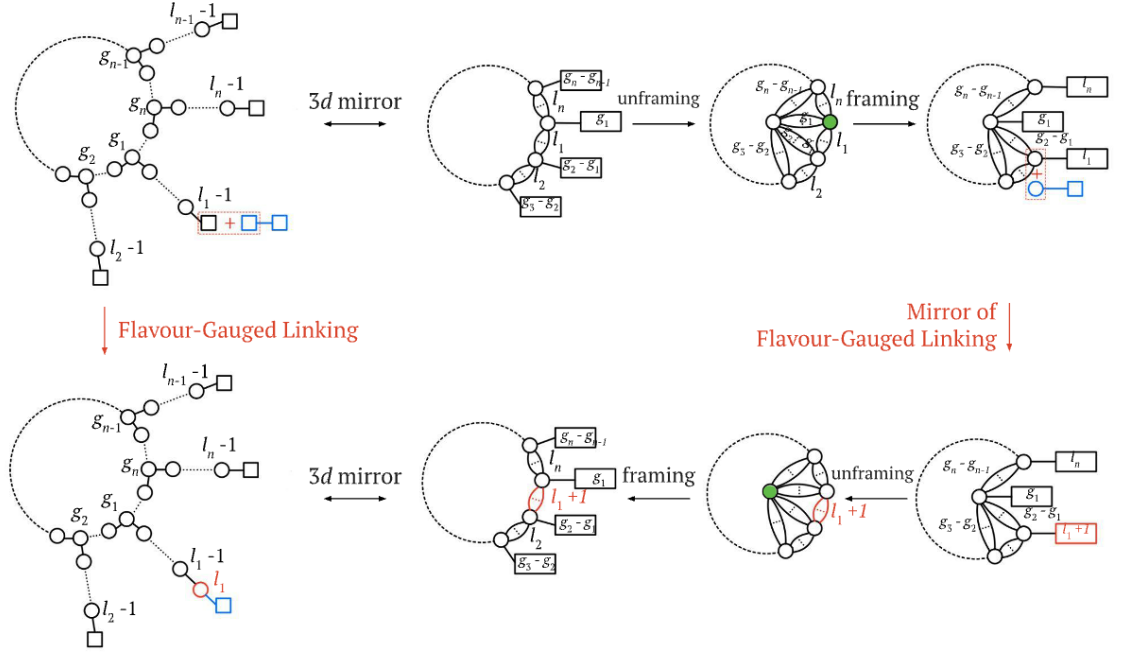 l_{n-1} -1
g_{n-1}
l_n -1
g_n
g_1
g_2
l_1 -1
+
l_2 -1
3d mirror
g_n - g_{n-1}
l_n
g_1
l_1
g_2 - g_1
l_2
g_3 - g_2
unframing
g_n - g_{n-1}
l_n
g_1
l_1
g_3 - g_2
l_2
framing
l_n
g_n - g_{n-1}
g_1
g_2 - g_1
g_3 - g_2
l_1
+
Flavour-Gauged Linking
Mirror of
Flavour-Gauged Linking
l_{n-1} -1
g_{n-1}
l_n -1
g_n
g_1
g_2
l_1 -1
l_1
l_2 -1
3d mirror
g_n - g_{n-1}
l_n
g_1
l_1 +1
g_2 - g_1
l_2
g_3 - g_2
framing
l_1 +1
unframing
l_n
g_n - g_{n-1}
g_1
g_2 - g_1
g_3 - g_2
l_1 +1